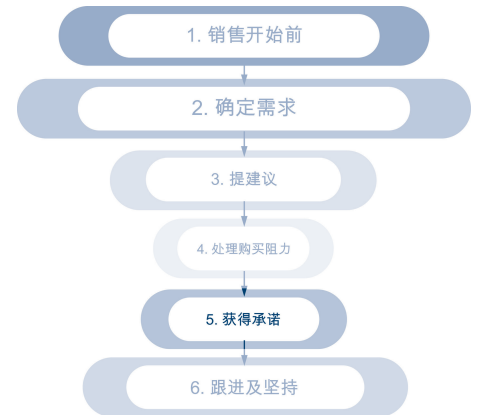 1. 销售开始前
2. 确定需求
3. 提建议
4. 处理购买阻力
5. 获得承诺
6. 跟进及坚持